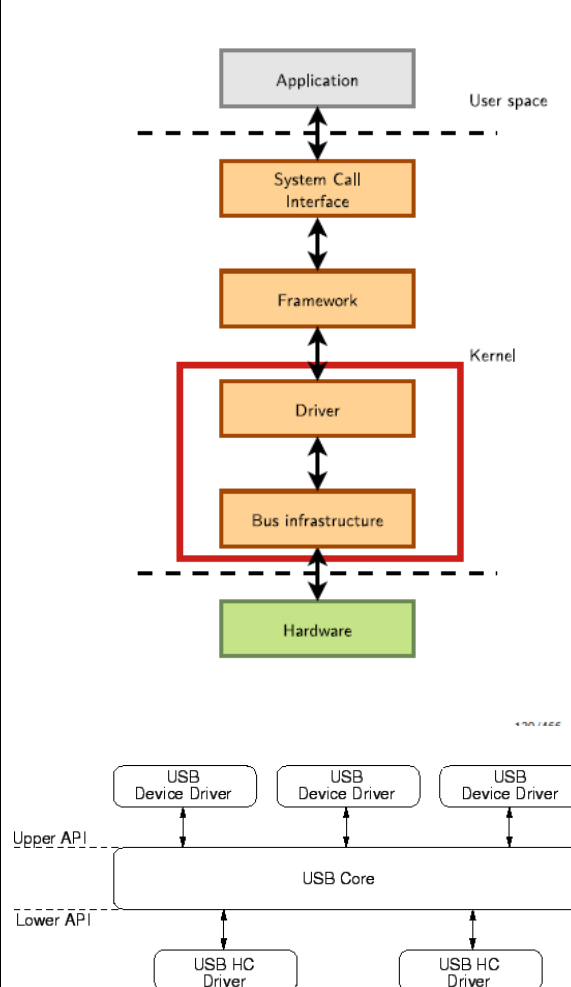 Application
User space
System Call
Interface
Framework
Kernel
Driver
Bus infrastructure
Hardware
USB
Device Driver
USB
Device Driver
USB
Device Driver
Upper API
USB Core
Lower API
USB HC
Driver
USB HC
Driver